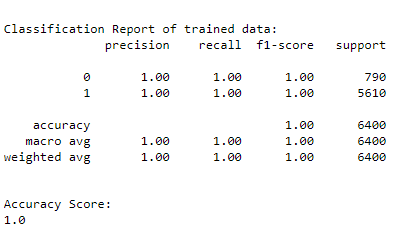 Classification Report of trained data:
precision recall f1-score support
0 1.00 1.00 1.00 790
1 1.00 1.00 1.00 5610
accuracy 1.00 6400
macro avg 1.00 1.00 1.00 6400
weighted avg 1.00 1.00 1.00 6400
Accuracy Score:
1.0